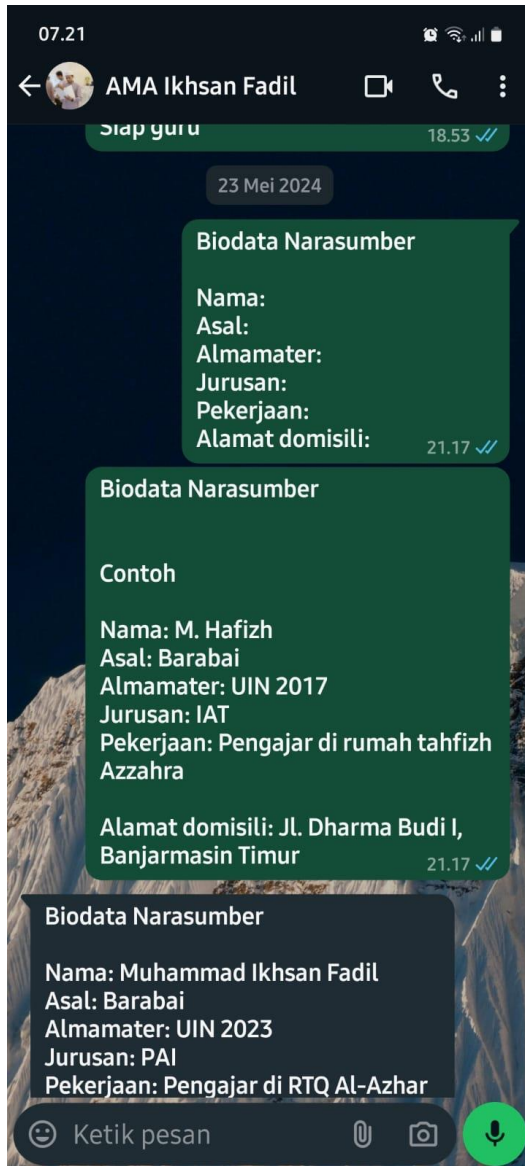 07.21
AMA Ikhsan Fadil
Siap guru
18.53
23 Mei 2024
Biodata Narasumber
Nama:
Asal:
Almamater:
Jurusan:
Pekerjaan:
Alamat domisili:
21.17
Biodata Narasumber
Contoh
Nama: M. Hafizh
Asal: Barabai
Almamater: UIN 2017
Jurusan: IAT
Pekerjaan: Pengajar di rumah tahfizh
Azzahra
Alamat domisili: Jl. Dharma Budi I,
Banjarmasin Timur
21.17
Biodata Narasumber
Nama: Muhammad Ikhsan Fadil
Asal: Barabai
Almamater: UIN 2023
Jurusan: PAI
Pekerjaan: Pengajar di RTQ Al-Azhar
Ketik pesan